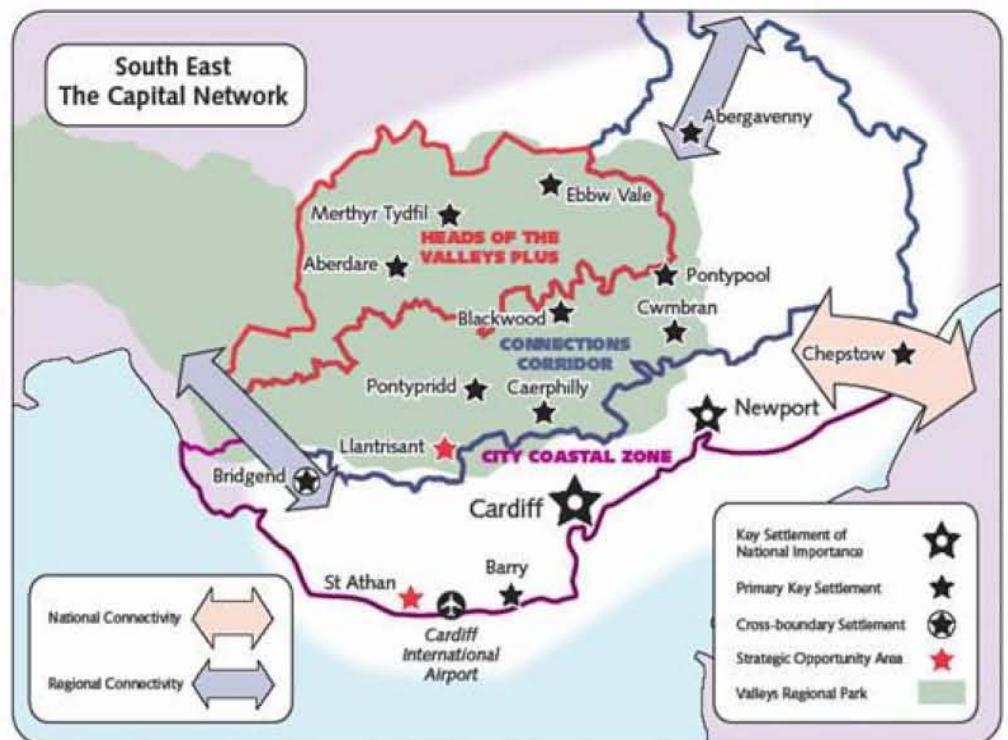 South East
The Capital Network
Abergavenny
Ebbw Vale
Merthyr Tydfil
HEADS OF THE
VALLEYS PLUS
Aberdare
Pontypool
Cwmbran
Blackwood
CONNECTIONS
CORRIDOR
Chepstow
Pontypridd
Caerphilly
Newport
Llantrisant
CITY COASTAL ZONE
Bridgend
Cardiff
St Athan
Barry
Cardiff
International
Airport
National Connectivity
Regional Connectivity
Key Settlement of
National Importance
Primary Key Settlement
Cross-boundary Settlement
Strategic Opportunity Area
Valleys Regional Park